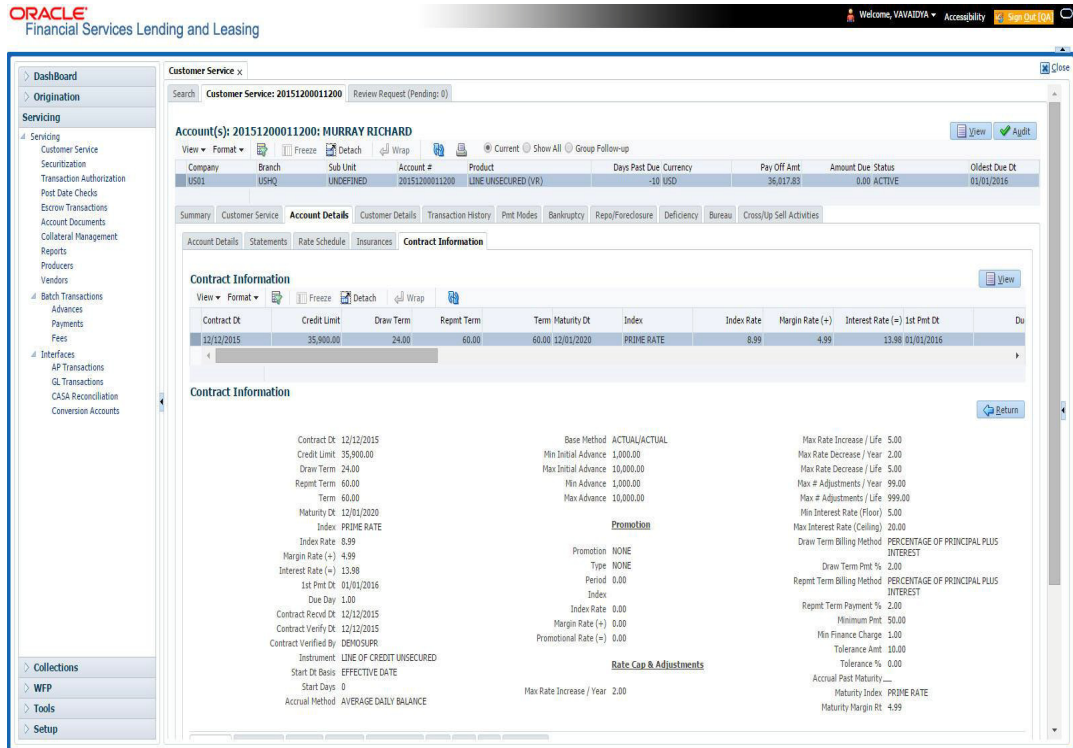 ORACLE
Financial Services Lending and Leasing
Welcome, VAVAIDYA Accessibility Sign Out [QA
Close
DashBoard
Origination
Servicing
Servicing
Customer Service
Securitization
Transaction Authorization
Post Date Checks
Escrow Transactions
Account Documents
Collateral Management
Reports
Producers
Vendors
Batch Transactions
Advances
Payments
Fees
Interfaces
AP Transactions
GL Transactions
CASA Reconciliation
Conversion Accounts
Collections
WFP
Tools
Setup
Customer Service x
Search Customer Service: 20151200011200 Review Request (Pending: 0)
Account(s): 20151200011200: MURRAY RICHARD View Audit
View Format Freeze Detach Wrap Current Show All Group Follow-up
Company Branch Sub Unit Account # Product Days Past Due Currency Pay Off Amt Amount Due Status Oldest Due Dt
US01 USHQ UNDEFINED 20151200011200 LINE UNSECURED (VR) -10 USD 36,017.83 0.00 ACTIVE 01/01/2016
Summary Customer Service Account Details Customer Details Transaction History Pmt Modes Bankruptcy Repo/Foreclosure Deficiency Bureau Cross/Up Sell Activities
Account Details Statements Rate Schedule Insurances Contract Information
Contract Information View
View Format Freeze Detach Wrap
Contract Dt Credit Limit Draw Term Repmt Term Term Maturity Dt Index Index Rate Margin Rate (+) Interest Rate (=) 1st Pmt Dt Du
12/12/2015 35,900.00 24.00 60.00 60.00 12/01/2020 PRIME RATE 8.99 4.99 13.98 01/01/2016
Contract Information
Return
Contract Dt 12/12/2015
Credit Limit 35,900.00
Draw Term 24.00
Repmt Term 60.00
Term 60.00
Maturity Dt 12/01/2020
Index PRIME RATE
Index Rate 8.99
Margin Rate (+) 4.99
Interest Rate (=) 13.98
1st Pmt Dt 01/01/2016
Due Day 1.00
Contract Recvd Dt 12/12/2015
Contract Verify Dt 12/12/2015
Contract Verified By DEMOSUPR
Instrument LINE OF CREDIT UNSECURED
Start Dt Basis EFFECTIVE DATE
Start Days 0
Accrual Method AVERAGE DAILY BALANCE
Base Method ACTUAL/ACTUAL
Min Initial Advance 1,000.00
Max Initial Advance 10,000.00
Min Advance 1,000.00
Max Advance 10,000.00
Promotion
Promotion NONE
Type NONE
Period 0.00
Index
Index Rate 0.00
Margin Rate (+) 0.00
Promotional Rate (=) 0.00
Rate Cap & Adjustments
Max Rate Increase / Year 2.00
Max Rate Increase / Life 5.00
Max Rate Decrease / Year 2.00
Max Rate Decrease / Life 5.00
Max # Adjustments / Year 99.00
Max # Adjustments / Life 999.00
Min Interest Rate (Floor) 5.00
Max Interest Rate (Ceiling) 20.00
Draw Term Billing Method PERCENTAGE OF PRINCIPAL PLUS
INTEREST
Draw Term Pmt % 2.00
Repmt Term Billing Method PERCENTAGE OF PRINCIPAL PLUS
INTEREST
Repmt Term Payment % 2.00
Minimum Pmt 50.00
Min Finance Charge 1.00
Tolerance Amt 10.00
Tolerance % 0.00
Accrual Past Maturity
Maturity Index PRIME RATE
Maturity Margin Rt 4.99